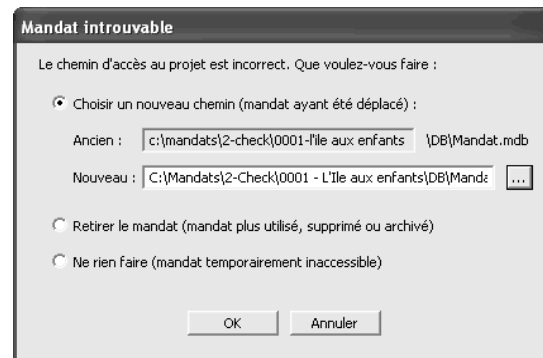 Mandat introuvable
Le chemin d'accès au projet est incorrect. Que voulez-vous faire :
Choisir un nouveau chemin (mandat ayant été déplacé) :
Ancien : c:\mandats\2-check\0001-l'ile aux enfants \DB\Mandat.mdb
Nouveau : C:\Mandats\2-Check\0001 - L'Ile aux enfants\DB\Manda ...
Retirer le mandat (mandat plus utilisé, supprimé ou archivé)
Ne rien faire (mandat temporairement inaccessible)
OK Annuler